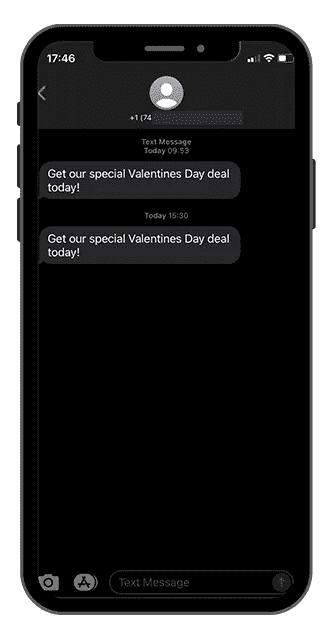 17:46
+1 (74
Text Message
Today 09:53
Get our special Valentines Day deal
today!
Today 15:30
Get our special Valentines Day deal
today!
Text Message